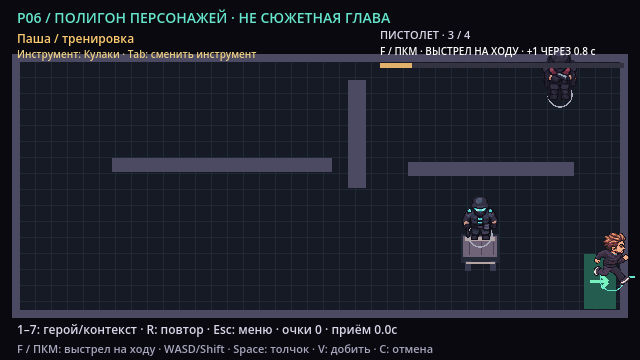 P06 / ПОЛИГОН ПЕРСОНАЖЕЙ · НЕ СЮЖЕТНАЯ ГЛАВА
Паша / тренировка
Инструмент: Кулаки · Tab: сменить инструмент
ПИСТОЛЕТ · 3 / 4
F / ПКМ · ВЫСТРЕЛ НА ХОДУ · +1 ЧЕРЕЗ 0.8 с
1–7: герой/контекст · R: повтор · Esc: меню · очки 0 · приём 0.0с
F / ПКМ: выстрел на ходу · WASD/Shift · Space: толчок · V: добить · C: отмена